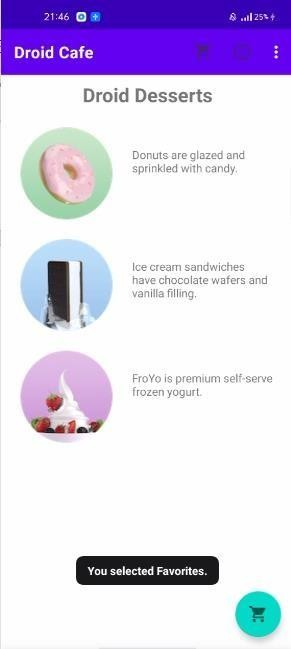 21:46
25%
Droid Cafe
Droid Desserts
Donuts are glazed and
sprinkled with candy.
Ice cream sandwiches
have chocolate wafers and
vanilla filling.
FroYo is premium self-serve
frozen yogurt.
You selected Favorites.